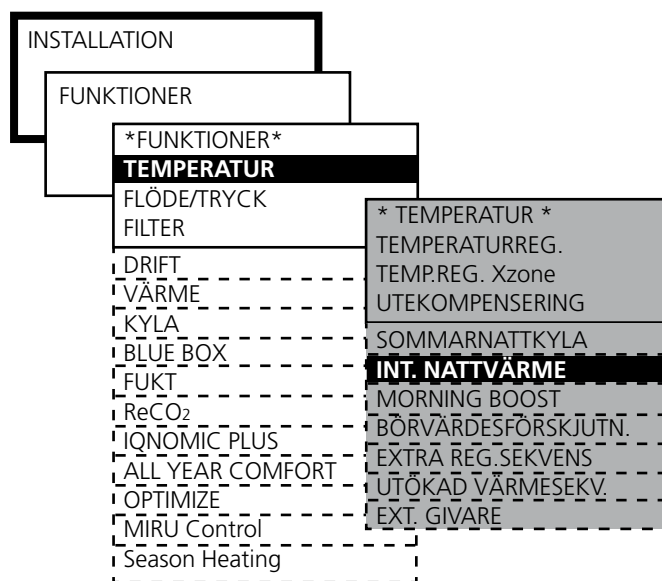 INSTALLATION
FUNKTIONER
*FUNKTIONER*
TEMPERATUR
FLÖDE/TRYCK
FILTER
DRIFT
VÄRME
KYLA
BLUE BOX
FUKT
ReCO₂
IQNOMIC PLUS
ALL YEAR COMFORT
OPTIMIZE
MIRU Control
Season Heating
* TEMPERATUR *
TEMPERATURREG.
TEMP.REG. Xzone
UTEKOMPENSERING
SOMMARNATTKYLA
INT. NATTVÄRME
MORNING BOOST
BÖRVÄRDESFÖRSKJUTN.
EXTRA REG.SEKVENS
UTÖKAD VÄRMESEKV.
EXT. GIVARE